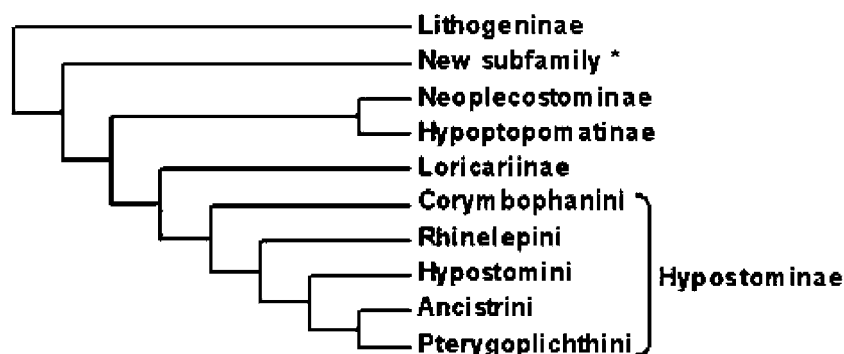 Lithogeninae
New subfamily *
Neoplecostominae
Hypoptopomatinae
Loricariinae
Corymbophanini
Rhinelepini
Hypostomini
Hypostominae
Ancistrini
Pterygoplichthini